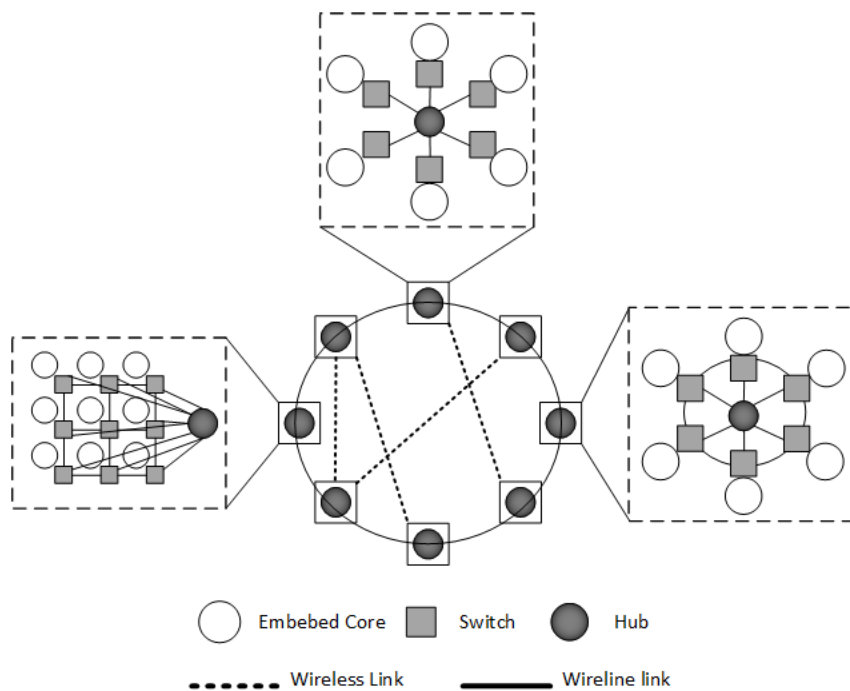 Embebed Core
Switch
Hub
Wireless Link
Wireline link